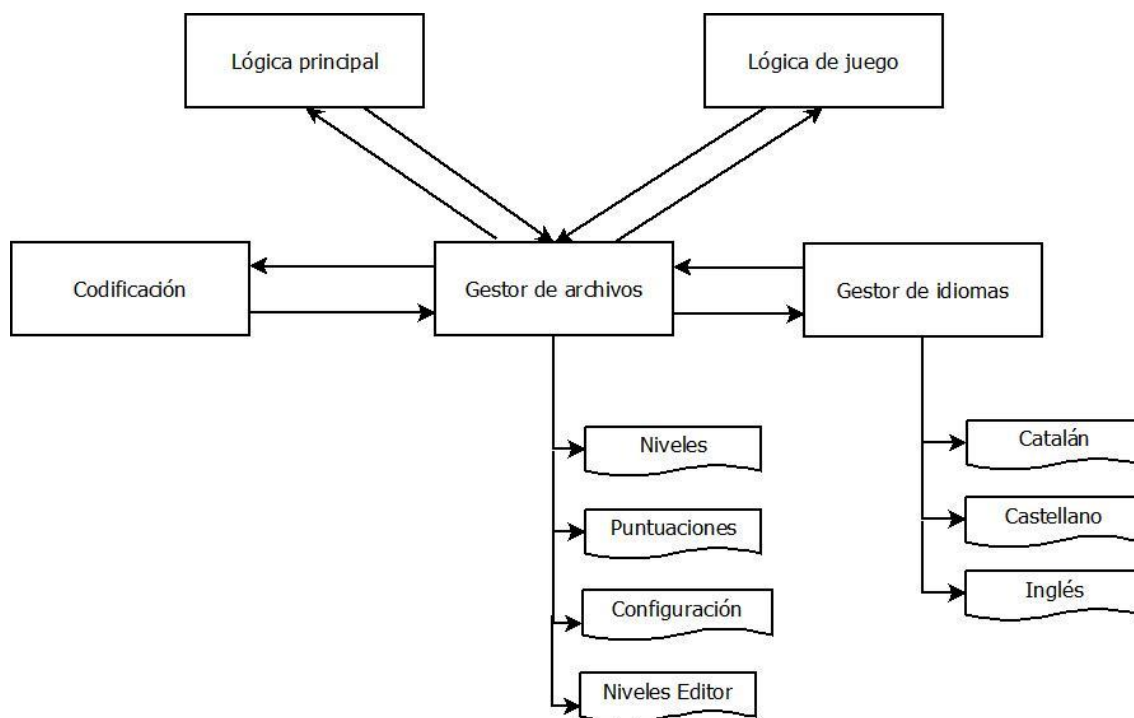 Lógica principal
Lógica de juego
Codificación
Gestor de archivos
Gestor de idiomas
Niveles
Puntuaciones
Configuración
Niveles Editor
Catalán
Castellano
Inglés